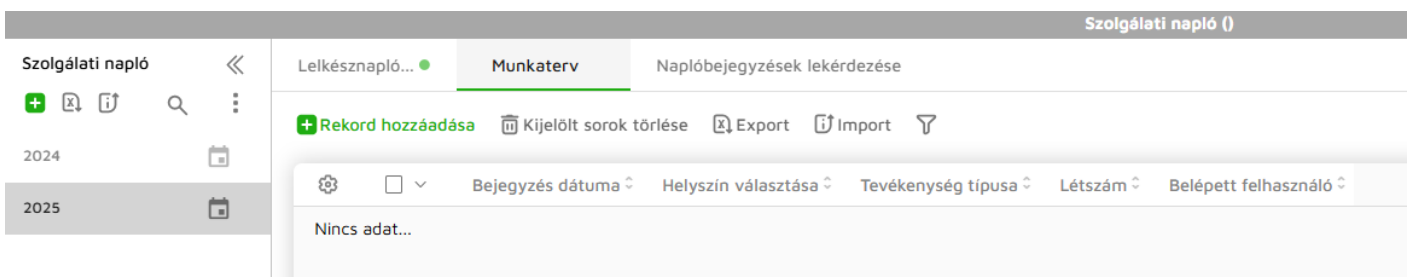 Szolgálati napló ()
Szolgálati napló
2024
2025
Lelkésznapló... Munkaterv Naplóbejegyzések lekérdezése
Rekord hozzáadása Kijelölt sorok törlése Export Import
Bejegyzés dátuma Helyszín választása Tevékenység típusa Létszám Belépett felhasználó
Nincs adat...